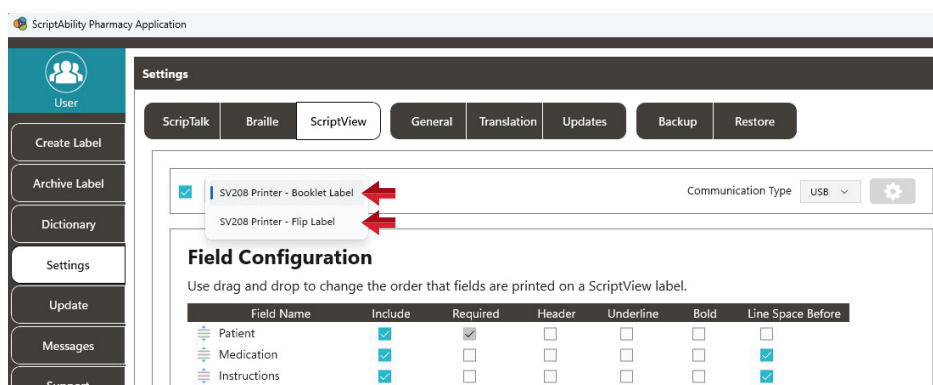 ScriptAbility Pharmacy Application
User
Create Label
Archive Label
Dictionary
Settings
Update
Messages
Support
Settings
ScripTalk Braille ScriptView General Translation Updates Backup Restore
SV208 Printer - Booklet Label
SV208 Printer - Flip Label
Communication Type USB
Field Configuration
Use drag and drop to change the order that fields are printed on a ScriptView label.
Field Name Include Required Header Underline Bold Line Space Before
Patient
Medication
Instructions